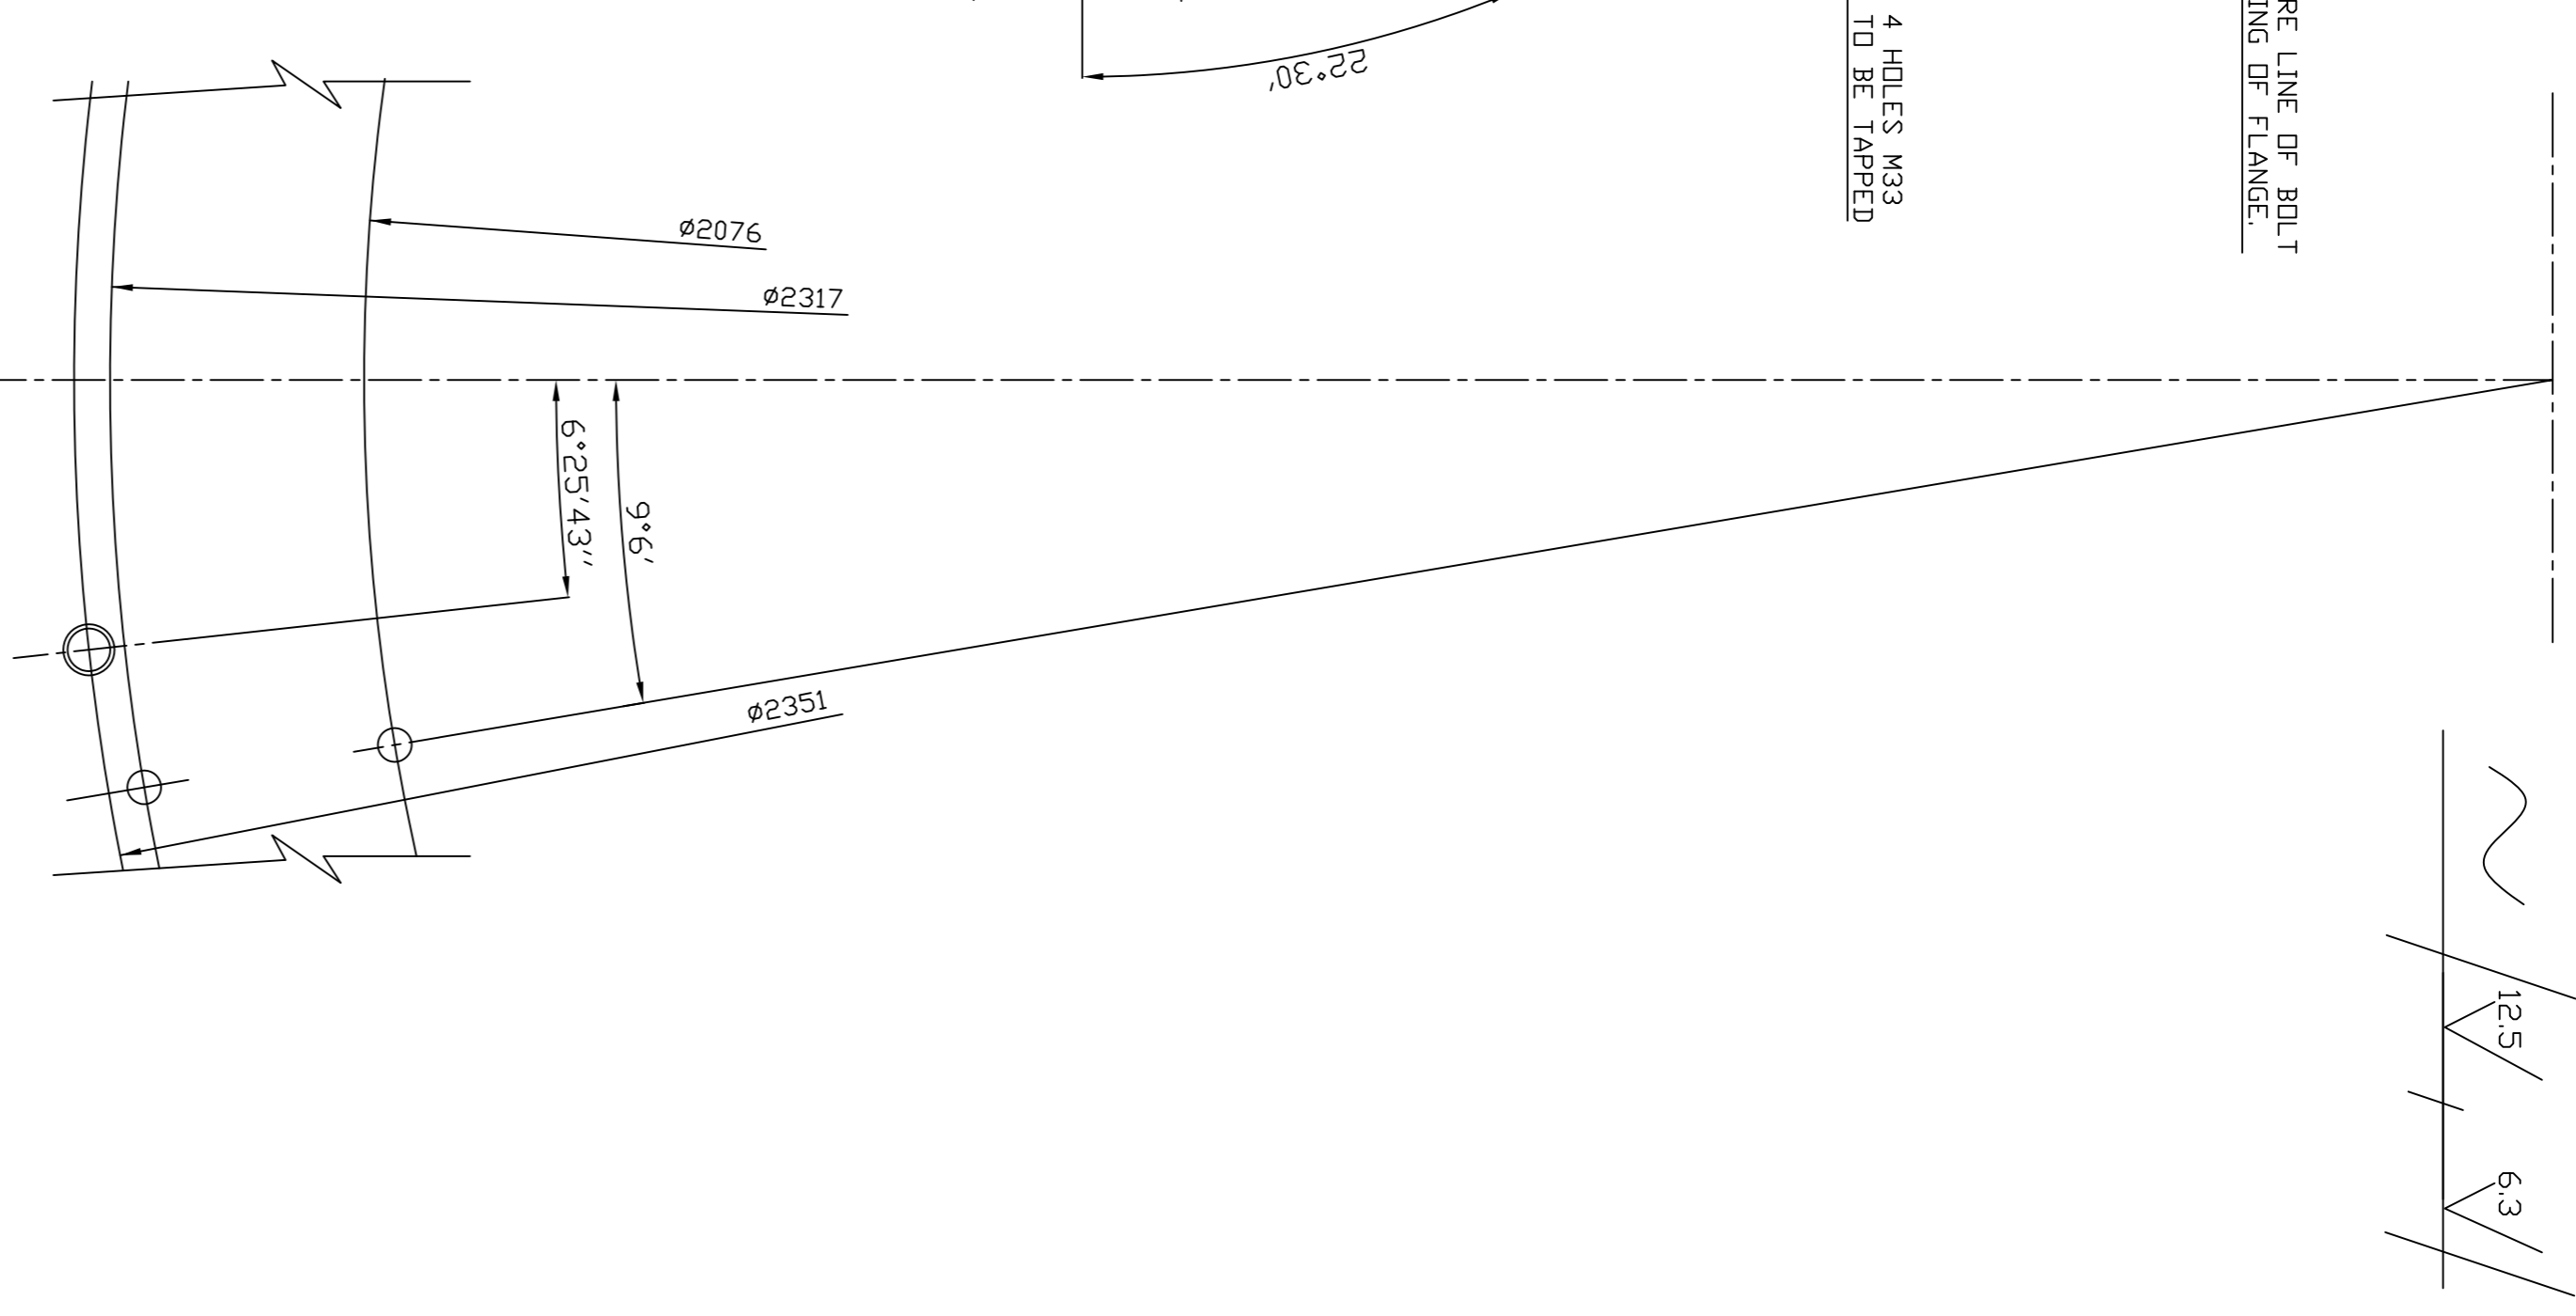 RE LINE OF BOLT
ING OF FLANGE.
4 HOLES M33
TO BE TAPPED
22°30'
ø2076
ø2317
6°25'43''
9°6'
ø2351
12.5
6.3